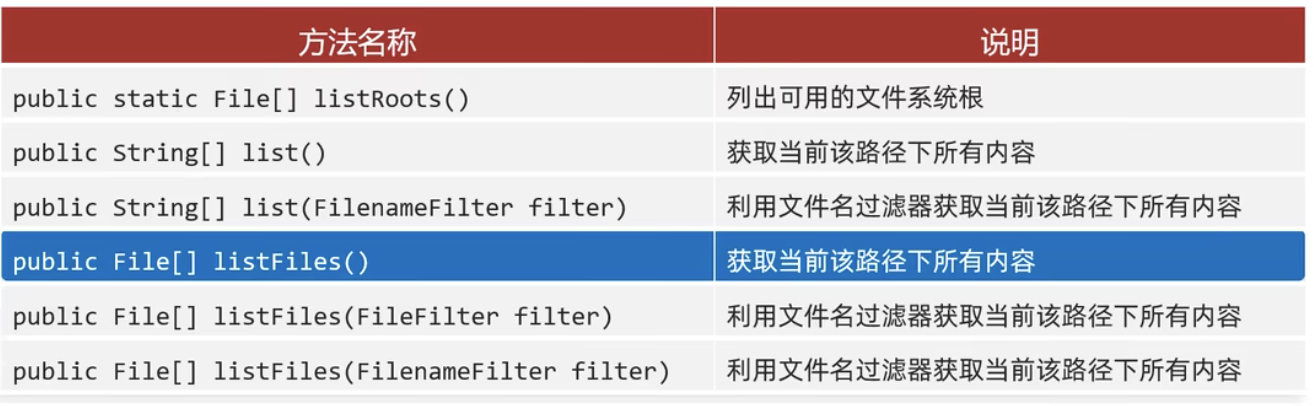 方法名称 说明
public static File[] listRoots() 列出可用的文件系统根
public String[] list() 获取当前该路径下所有内容
public String[] list(FilenameFilter filter) 利用文件名过滤器获取当前该路径下所有内容
public File[] listFiles() 获取当前该路径下所有内容
public File[] listFiles(FileFilter filter) 利用文件名过滤器获取当前该路径下所有内容
public File[] listFiles(FilenameFilter filter) 利用文件名过滤器获取当前该路径下所有内容